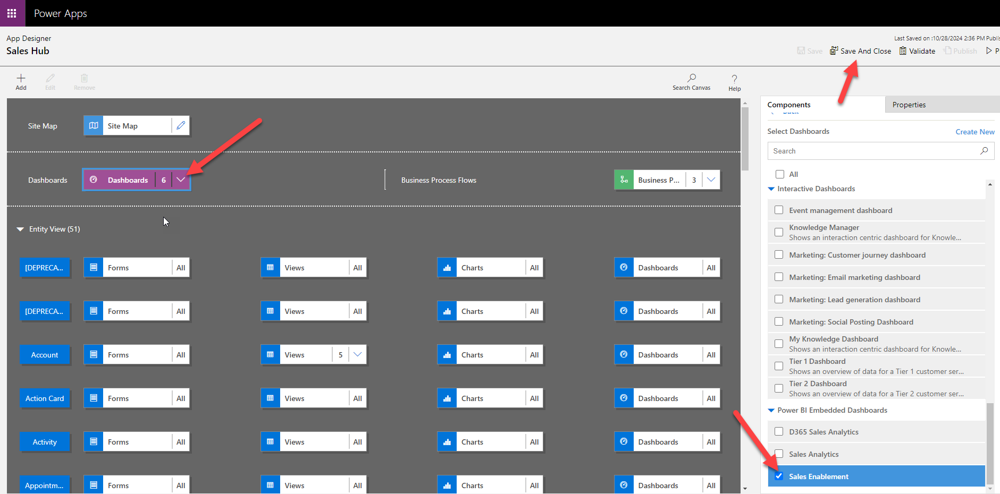 Power Apps
App Designer
Sales Hub
Last Saved on :10/28/2024 2:36 PM Publis
Save Save And Close Validate Publish P
Add Edit Remove Search Canvas ? Help
Components Properties
Site Map Site Map
Back
Select Dashboards Create New
Search
All
Dashboards Dashboards 6 Business Process Flows Business P... 3
Interactive Dashboards
Event management dashboard
Knowledge Manager
Shows an interaction centric dashboard for Knowle...
Marketing: Customer journey dashboard
Marketing: Email marketing dashboard
Marketing: Lead generation dashboard
Marketing: Social Posting Dashboard
My Knowledge Dashboard
Shows an interaction centric dashboard for Knowle...
Tier 1 Dashboard
Shows an overview of data for a Tier 1 customer ser...
Tier 2 Dashboard
Shows an overview of data for a Tier 2 customer ser...
Power BI Embedded Dashboards
D365 Sales Analytics
Sales Analytics
Sales Enablement
Entity View (51)
[DEPRECA... Forms All Views All Charts All Dashboards All
[DEPRECA... Forms All Views All Charts All Dashboards All
Account Forms All Views 5 Charts All Dashboards All
Action Card Forms All Views All Charts All Dashboards All
Activity Forms All Views All Charts All Dashboards All
Appointm... Forms All Views All Charts All Dashboards All